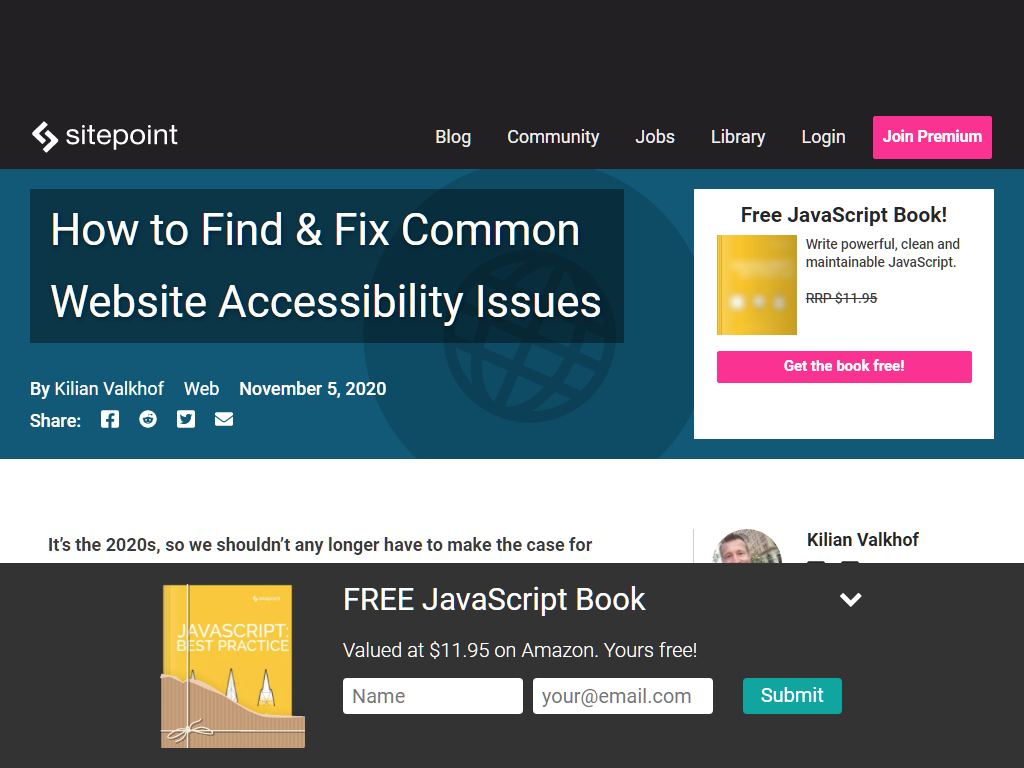 sitepoint
Blog Community Jobs Library Login Join Premium
How to Find & Fix Common
Website Accessibility Issues
By Kilian Valkhof Web November 5, 2020
Share:
Free JavaScript Book!
Write powerful, clean and
maintainable JavaScript.
RRP $11.95
Get the book free!
It's the 2020s, so we shouldn't any longer have to make the case for
Kilian Valkhof
JAVASCRIPT:
BEST PRACTICE
FREE JavaScript Book
Valued at $11.95 on Amazon. Yours free!
Name your@email.com Submit